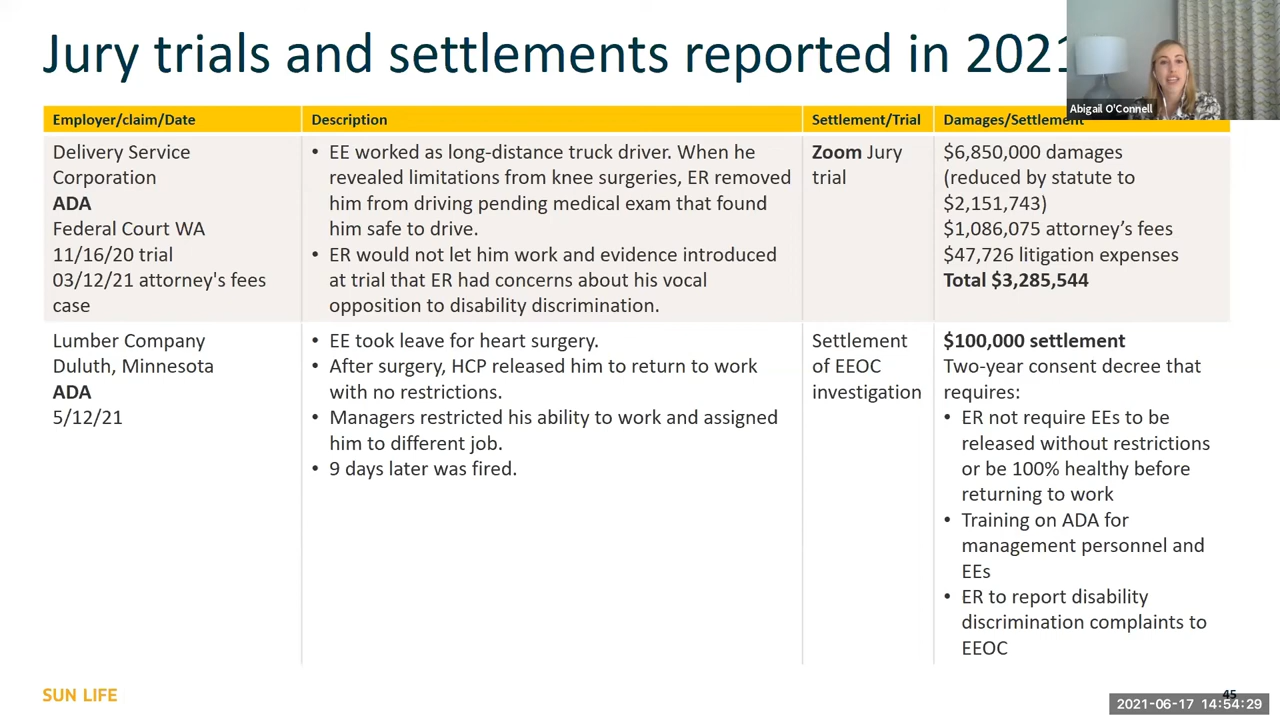 Jury trials and settlements reported in 2021
Abigail O'Connell
Employer/claim/Date
Description
Settlement/Trial
Damages/Settlement
Delivery Service
Corporation
ADA
Federal Court WA
11/16/20 trial
03/12/21 attorney's fees
case
• EE worked as long-distance truck driver. When he
revealed limitations from knee surgeries, ER removed
him from driving pending medical exam that found
him safe to drive.
• ER would not let him work and evidence introduced
at trial that ER had concerns about his vocal
opposition to disability discrimination.
Zoom Jury
trial
$6,850,000 damages
(reduced by statute to
$2,151,743)
$1,086,075 attorney’s fees
$47,726 litigation expenses
Total $3,285,544
Lumber Company
Duluth, Minnesota
ADA
5/12/21
• EE took leave for heart surgery.
• After surgery, HCP released him to return to work
with no restrictions.
• Managers restricted his ability to work and assigned
him to different job.
• 9 days later was fired.
Settlement
of EEOC
investigation
$100,000 settlement
Two-year consent decree that
requires:
• ER not require EEs to be
released without restrictions
or be 100% healthy before
returning to work
• Training on ADA for
management personnel and
EEs
• ER to report disability
discrimination complaints to
EEOC
SUN LIFE
45
2021-06-17 14:54:29